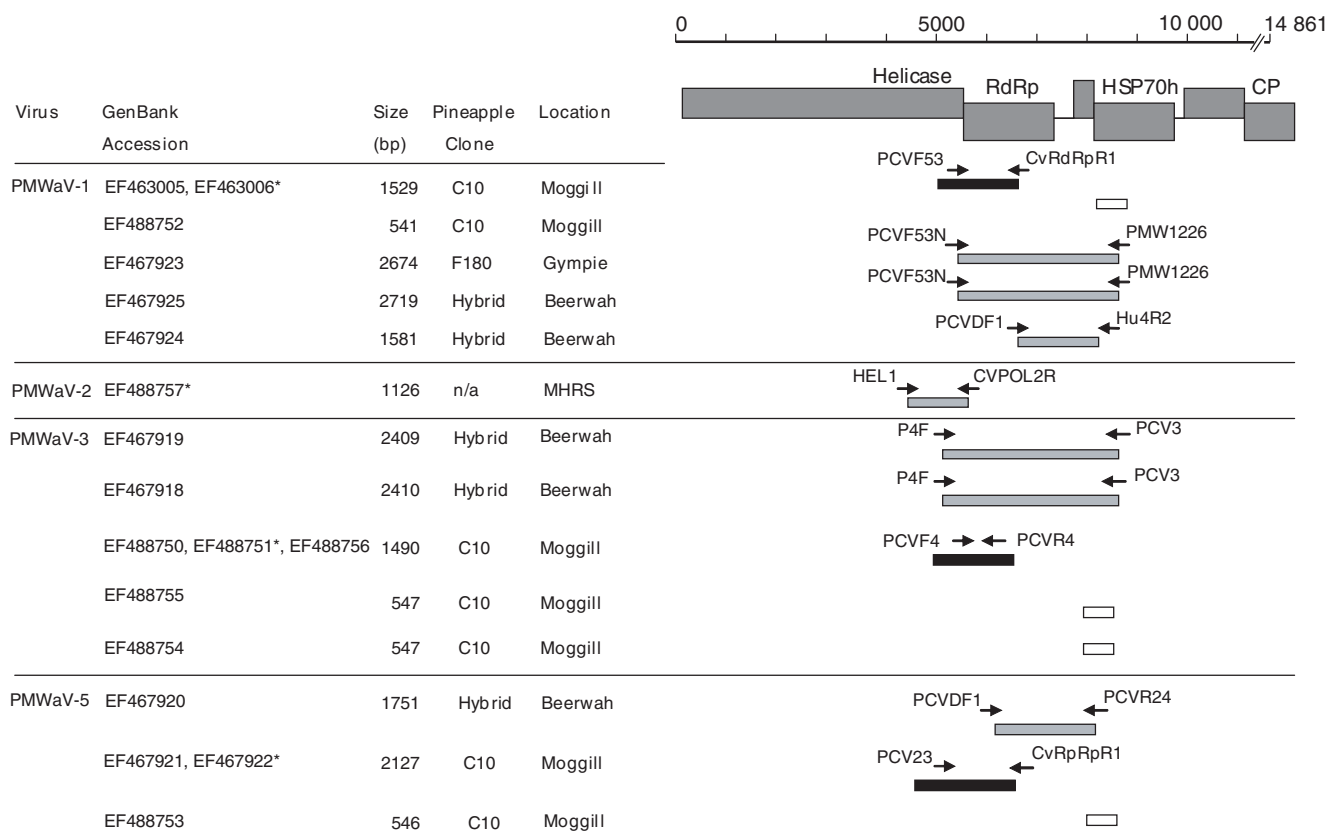 0 5000 10 000 14 861
Helicase RdRp HSP70h CP
Virus GenBank Accession Size (bp) Pineapple Clone Location
PCVF53 CvRdRpR1
PMWaV-1 EF463005, EF463006* 1529 C10 Moggill
EF488752 541 C10 Moggill
PCVF53N PMW1226
EF467923 2674 F180 Gympie
PCVF53N PMW1226
EF467925 2719 Hybrid Beerwah
PCVDF1 Hu4R2
EF467924 1581 Hybrid Beerwah
HEL1 CVPOL2R
PMWaV-2 EF488757* 1126 n/a MHRS
P4F PCV3
PMWaV-3 EF467919 2409 Hybrid Beerwah
P4F PCV3
EF467918 2410 Hybrid Beerwah
PCVF4 PCVR4
EF488750, EF488751*, EF488756 1490 C10 Moggill
EF488755 547 C10 Moggill
EF488754 547 C10 Moggill
PCVDF1 PCVR24
PMWaV-5 EF467920 1751 Hybrid Beerwah
PCV23 CvRpRpR1
EF467921, EF467922* 2127 C10 Moggill
EF488753 546 C10 Moggill